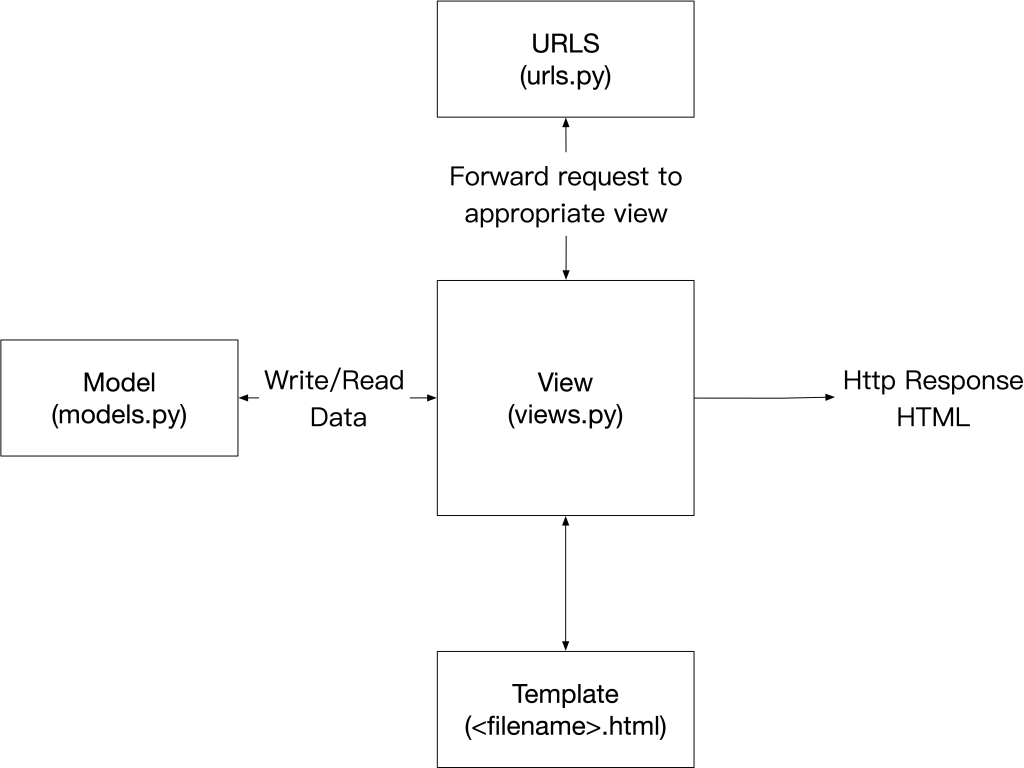 URLS
(urls.py)
Forward request to
appropriate view
Model
(models.py)
Write/Read
Data
View
(views.py)
Http Response
HTML
Template
(<filename>.html)